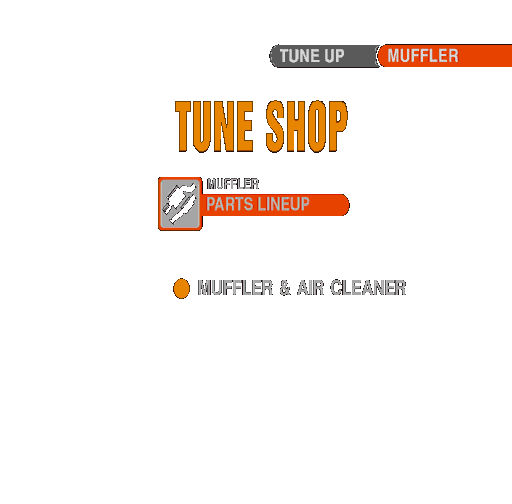 TUNE UP MUFFLER
TUNE SHOP
MUFFLER
PARTS LINEUP
MUFFLER & AIR CLEANER